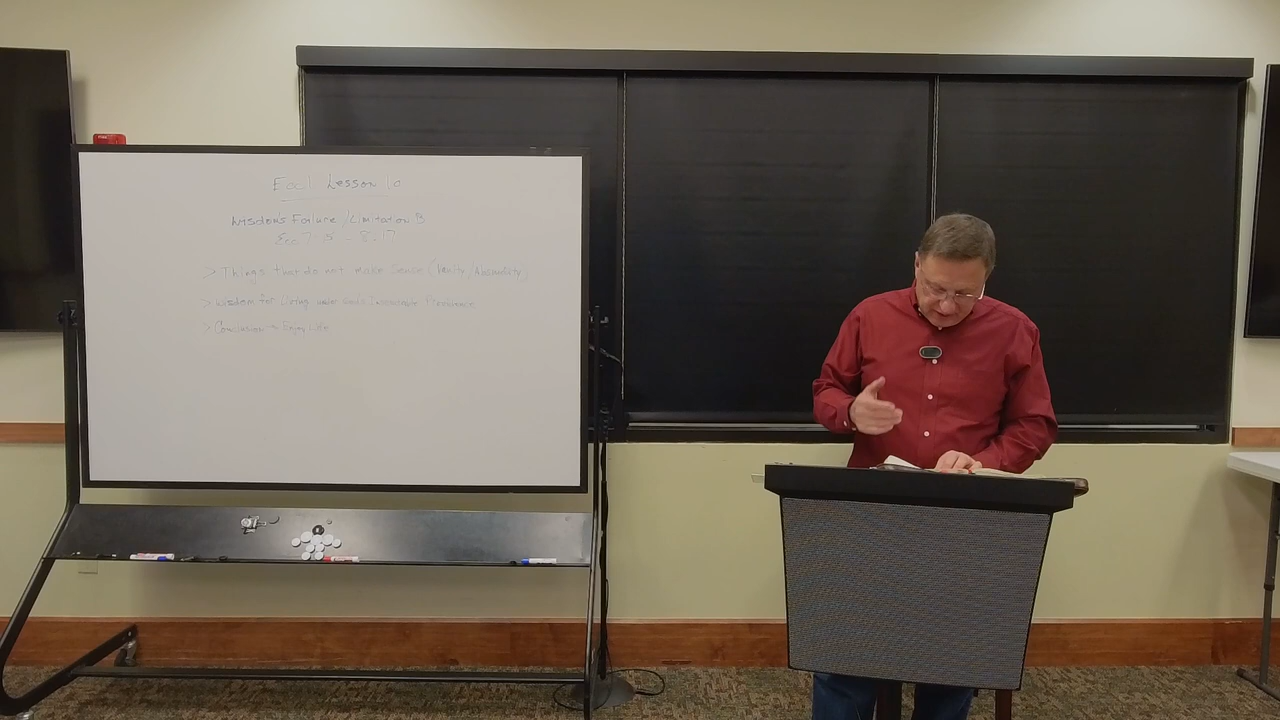 Eccl Lesson 10
Wisdom's Failure / Limitation B
Ecc 7:15 - 8:17
> Things that do not make Sense (Vanity / Absurdity)
> Wisdom for Living under God's Inscrutable Providence
> Conclusion → Enjoy Life